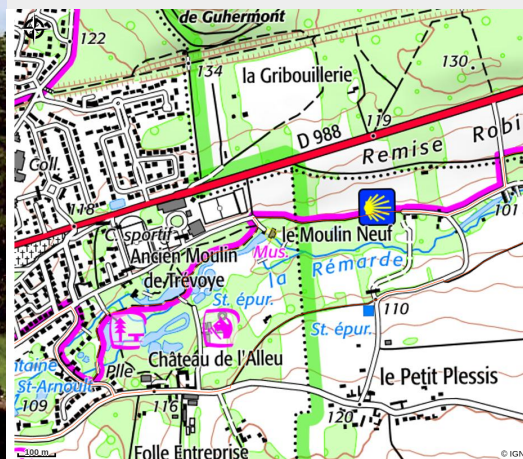 de Guhermont
122
134
la Gribouillerie
130
119
D 988
Remise Robi
Coll.
118
C. sportif
101
le Moulin Neuf
Mus.
Ancien Moulin
de Trévoye
la Rémarde
St. épur.
110
St. épur.
ntaine
St-Arnoult
Plle
Château de l'Alleu
le Petit Plessis
109
116
120
Folle Entreprise
100 m
© IGN